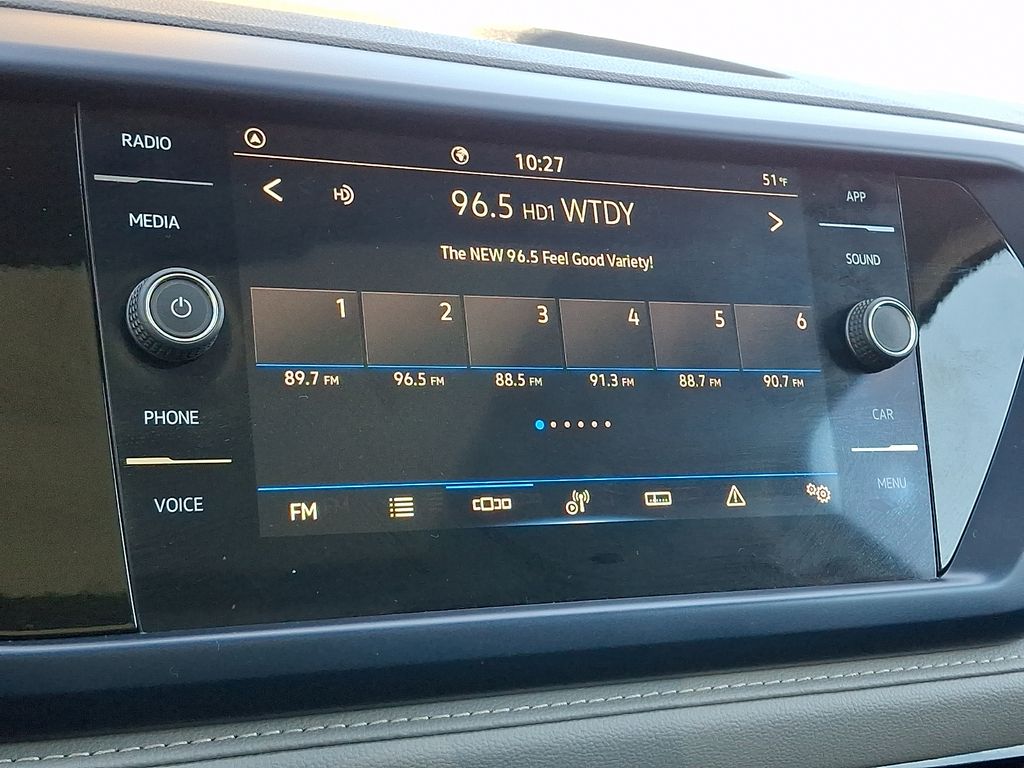 RADIO
MEDIA
PHONE
VOICE
10:27
51°F
HD
96.5 HD1 WTDY
The NEW 96.5 Feel Good Variety!
1 2 3 4 5 6
89.7 FM 96.5 FM 88.5 FM 91.3 FM 88.7 FM 90.7 FM
FM
APP
SOUND
CAR
MENU